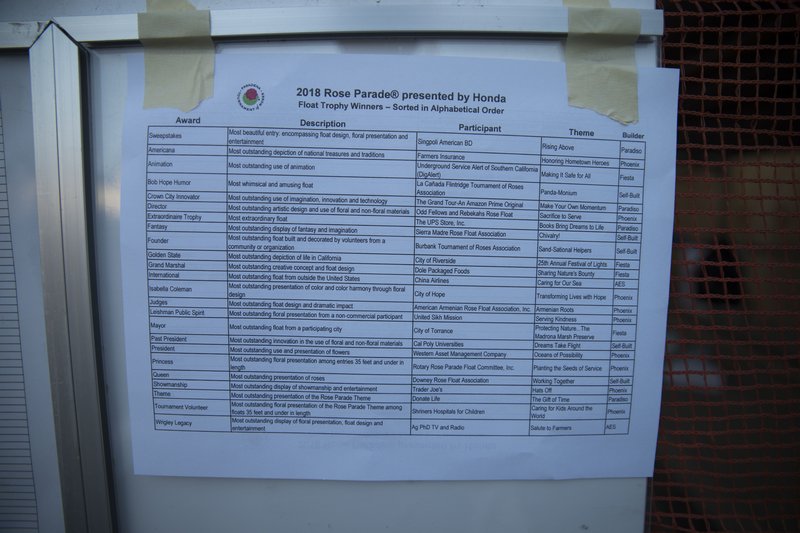 2018 Rose Parade® presented by Honda
Float Trophy Winners – Sorted in Alphabetical Order
Award Description Participant Theme Builder
Sweepstakes Most beautiful entry: encompassing float design, floral presentation and entertainment Singpoli American BD Rising Above Paradiso
Americana Most outstanding depiction of national treasures and traditions Farmers Insurance Honoring Hometown Heroes Phoenix
Animation Most outstanding use of animation Underground Service Alert of Southern California (DigAlert) Making It Safe for All Fiesta
Bob Hope Humor Most whimsical and amusing float La Cañada Flintridge Tournament of Roses Association Panda-Monium Self-Built
Crown City Innovator Most outstanding use of imagination, innovation and technology The Grand Tour-An Amazon Prime Original Make Your Own Momentum Paradiso
Director Most outstanding artistic design and use of floral and non-floral materials Odd Fellows and Rebekahs Rose Float Sacrifice to Serve Phoenix
Extraordinaire Trophy Most extraordinary float The UPS Store, Inc. Books Bring Dreams to Life Paradiso
Fantasy Most outstanding display of fantasy and imagination Sierra Madre Rose Float Association Chivalry! Self-Built
Founder Most outstanding float built and decorated by volunteers from a community or organization Burbank Tournament of Roses Association Sand-Sational Helpers Self-Built
Golden State Most outstanding depiction of life in California City of Riverside 25th Annual Festival of Lights Fiesta
Grand Marshal Most outstanding creative concept and float design Dole Packaged Foods Sharing Nature's Bounty Fiesta
International Most outstanding float from outside the United States China Airlines Caring for Our Sea AES
Isabella Coleman Most outstanding presentation of color and color harmony through floral design City of Hope Transforming Lives with Hope Phoenix
Judges Most outstanding float design and dramatic impact American Armenian Rose Float Association, Inc. Armenian Roots Phoenix
Leishman Public Spirit Most outstanding floral presentation from a non-commercial participant United Sikh Mission Serving Kindness Phoenix
Mayor Most outstanding float from a participating city City of Torrance Protecting Nature...The Madrona Marsh Preserve Fiesta
Past President Most outstanding innovation in the use of floral and non-floral materials Cal Poly Universities Dreams Take Flight Self-Built
President Most outstanding use and presentation of flowers Western Asset Management Company Oceans of Possibility Phoenix
Princess Most outstanding floral presentation among entries 35 feet and under in length Rotary Rose Parade Float Committee, Inc. Planting the Seeds of Service Phoenix
Queen Most outstanding presentation of roses Downey Rose Float Association Working Together Self-Built
Showmanship Most outstanding display of showmanship and entertainment Trader Joe's Hats Off Phoenix
Theme Most outstanding presentation of the Rose Parade Theme Donate Life The Gift of Time Paradiso
Tournament Volunteer Most outstanding floral presentation of the Rose Parade Theme among floats 35 feet and under in length Shriners Hospitals for Children Caring for Kids Around the World Phoenix
Wrigley Legacy Most outstanding display of floral presentation, float design and entertainment Ag PhD TV and Radio Salute to Farmers AES